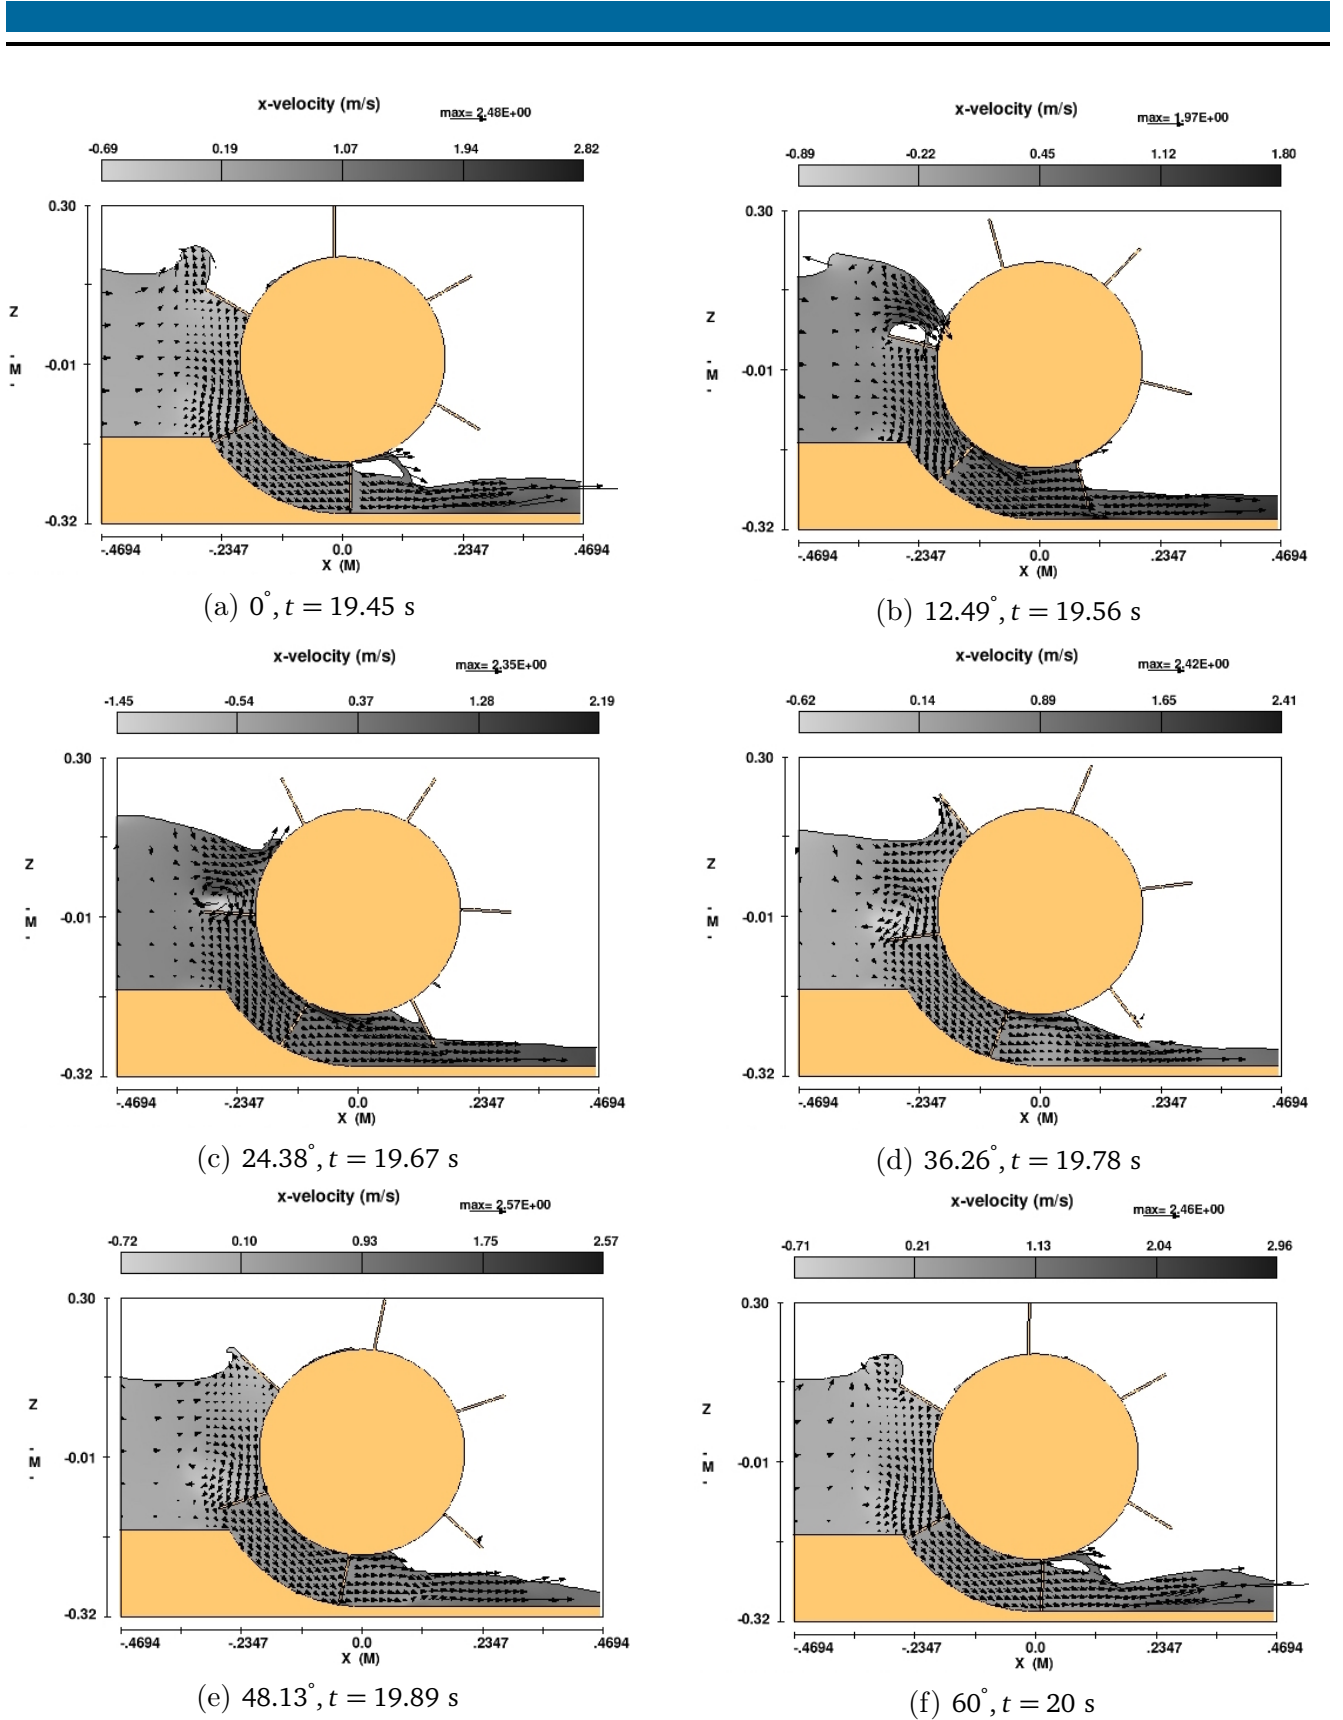 x-velocity (m/s)
max= 2.48E+00
-0.69 0.19 1.07 1.94 2.82
0.30
Z
-
M
-
-0.01
-0.32
-.4694 -.2347 0.0 .2347 .4694
X (M)
(a) 0°, t = 19.45 s
x-velocity (m/s)
max= 1.97E+00
-0.89 -0.22 0.45 1.12 1.80
0.30
Z
-
M
-
-0.01
-0.32
-.4694 -.2347 0.0 .2347 .4694
X (M)
(b) 12.49°, t = 19.56 s
x-velocity (m/s)
max= 2.35E+00
-1.45 -0.54 0.37 1.28 2.19
0.30
Z
-
M
-
-0.01
-0.32
-.4694 -.2347 0.0 .2347 .4694
X (M)
(c) 24.38°, t = 19.67 s
x-velocity (m/s)
max= 2.42E+00
-0.62 0.14 0.89 1.65 2.41
0.30
Z
-
M
-
-0.01
-0.32
-.4694 -.2347 0.0 .2347 .4694
X (M)
(d) 36.26°, t = 19.78 s
x-velocity (m/s)
max= 2.57E+00
-0.72 0.10 0.93 1.75 2.57
0.30
Z
-
M
-
-0.01
-0.32
-.4694 -.2347 0.0 .2347 .4694
X (M)
(e) 48.13°, t = 19.89 s
x-velocity (m/s)
max= 2.46E+00
-0.71 0.21 1.13 2.04 2.96
0.30
Z
-
M
-
-0.01
-0.32
-.4694 -.2347 0.0 .2347 .4694
X (M)
(f) 60°, t = 20 s